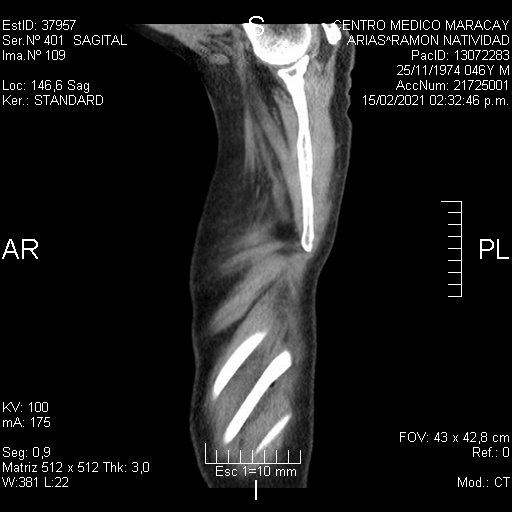 EstID: 37957
Ser.Nº 401 SAGITAL
Ima.Nº 109
Loc: 146,6 Sag
Ker.: STANDARD
S
CENTRO MEDICO MARACAY
ARIAS^RAMON NATIVIDAD
PacID: 13072283
25/11/1974 046Y M
AccNum: 21725001
15/02/2021 02:32:46 p.m.
AR
PL
KV: 100
mA: 175
Seg: 0,9
Matriz 512 x 512 Thk: 3,0
W:381 L:22
Esc 1=10 mm
I
FOV: 43 x 42,8 cm
Ref.: 0
Mod.: CT